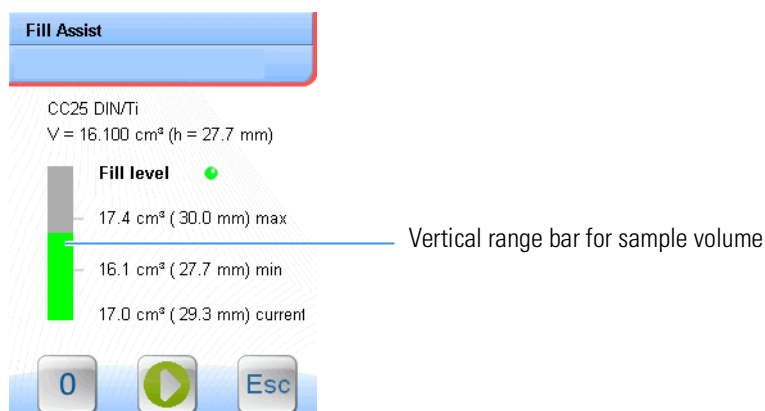 Fill Assist
CC25 DIN/Ti
V = 16.100 cm³ (h = 27.7 mm)
Fill level
17.4 cm³ ( 30.0 mm) max
Vertical range bar for sample volume
16.1 cm³ ( 27.7 mm) min
17.0 cm³ ( 29.3 mm) current
0
Esc